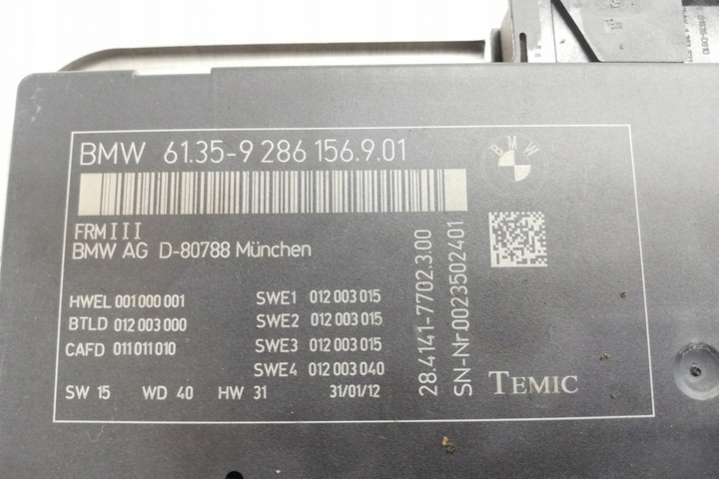 BMW 61.35-9 286 156.9.01
BMW
FRM III
BMW AG D-80788 München
HWEL 001 000 001
BTLD 012 003 000
CAFD 011 011 010
SWE1 012 003 015
SWE2 012 003 015
SWE3 012 003 015
SWE4 012 003 040
SW 15 WD 40 HW 31 31/01/12
28.4141-7702.3.00
SN-Nr.0023502401
TEMIC